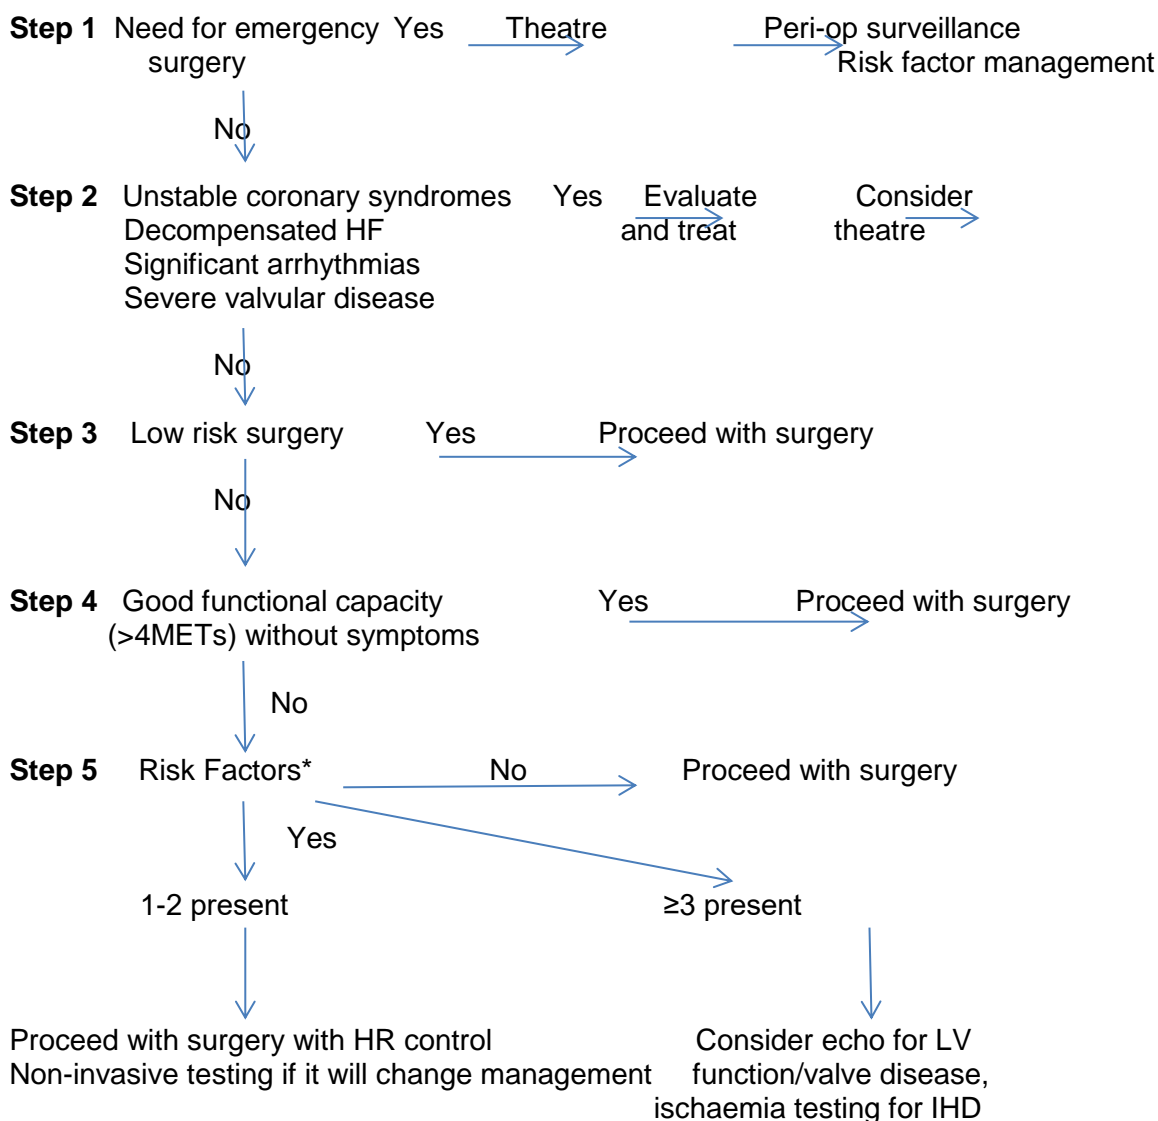 Step 1 Need for emergency Yes Theatre Peri-op surveillance
surgery Risk factor management
No
Step 2 Unstable coronary syndromes Yes Evaluate Consider
Decompensated HF and treat theatre
Significant arrhythmias
Severe valvular disease
No
Step 3 Low risk surgery Yes Proceed with surgery
No
Step 4 Good functional capacity Yes Proceed with surgery
(>4METs) without symptoms
No
Step 5 Risk Factors* No Proceed with surgery
Yes
1-2 present ≥3 present
Proceed with surgery with HR control Consider echo for LV
Non-invasive testing if it will change management function/valve disease,
ischaemia testing for IHD